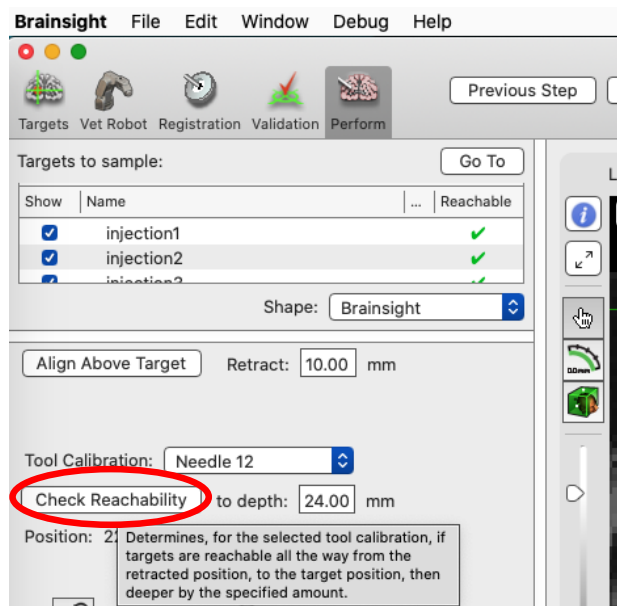 Brainsight File Edit Window Debug Help
Previous Step
Targets Vet Robot Registration Validation Perform
Targets to sample:
Go To
Show Name ... Reachable
injection1
injection2
Shape: Brainsight
Align Above Target Retract: 10.00 mm
Tool Calibration: Needle 12
Check Reachability to depth: 24.00 mm
Position:
Determines, for the selected tool calibration, if
targets are reachable all the way from the
retracted position, to the target position, then
deeper by the specified amount.